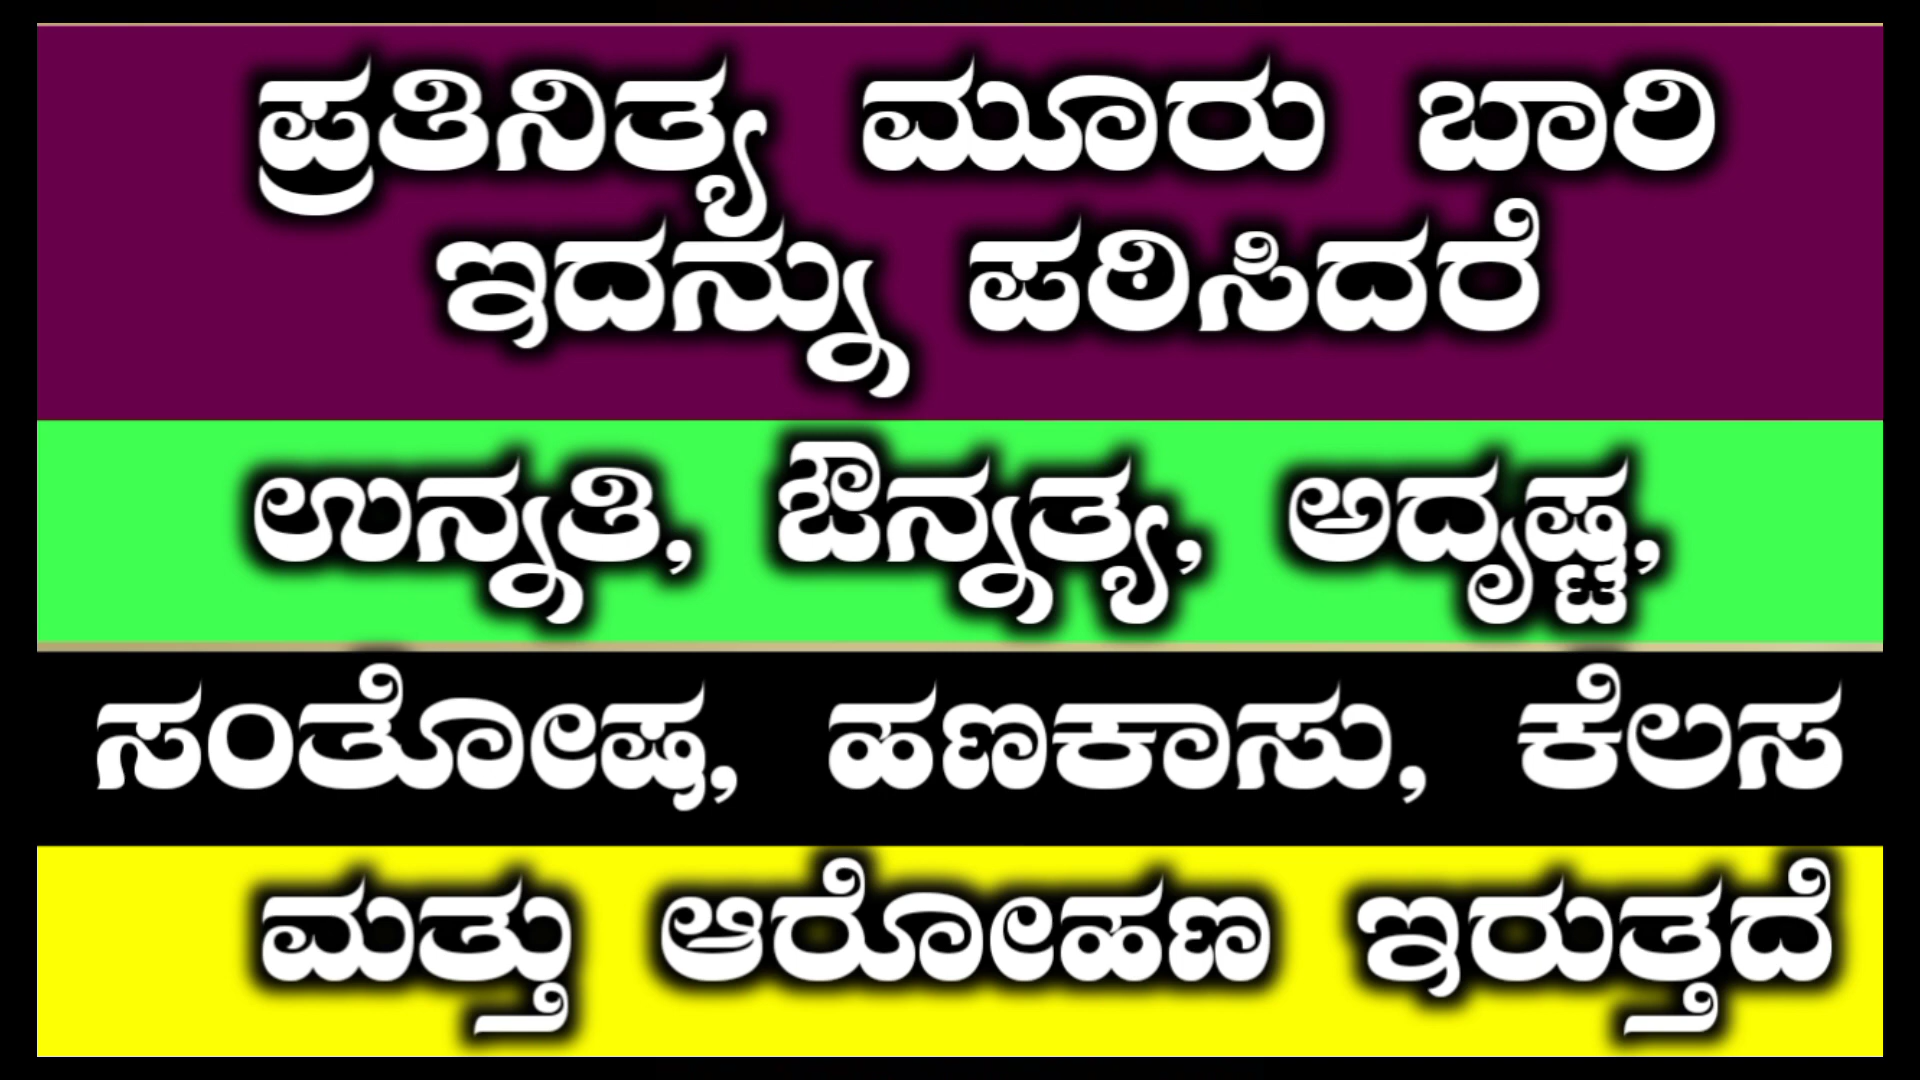 ಪ್ರತಿನಿತ್ಯ ಮೂರು ಬಾರಿ
ಇದನ್ನು ಪಠಿಸಿದರೆ
ಉನ್ನತಿ, ಔನ್ನತ್ಯ, ಅದೃಷ್ಟ,
ಸಂತೋಷ, ಹಣಕಾಸು, ಕೆಲಸ
ಮತ್ತು ಆರೋಹಣ ಇರುತ್ತದೆ